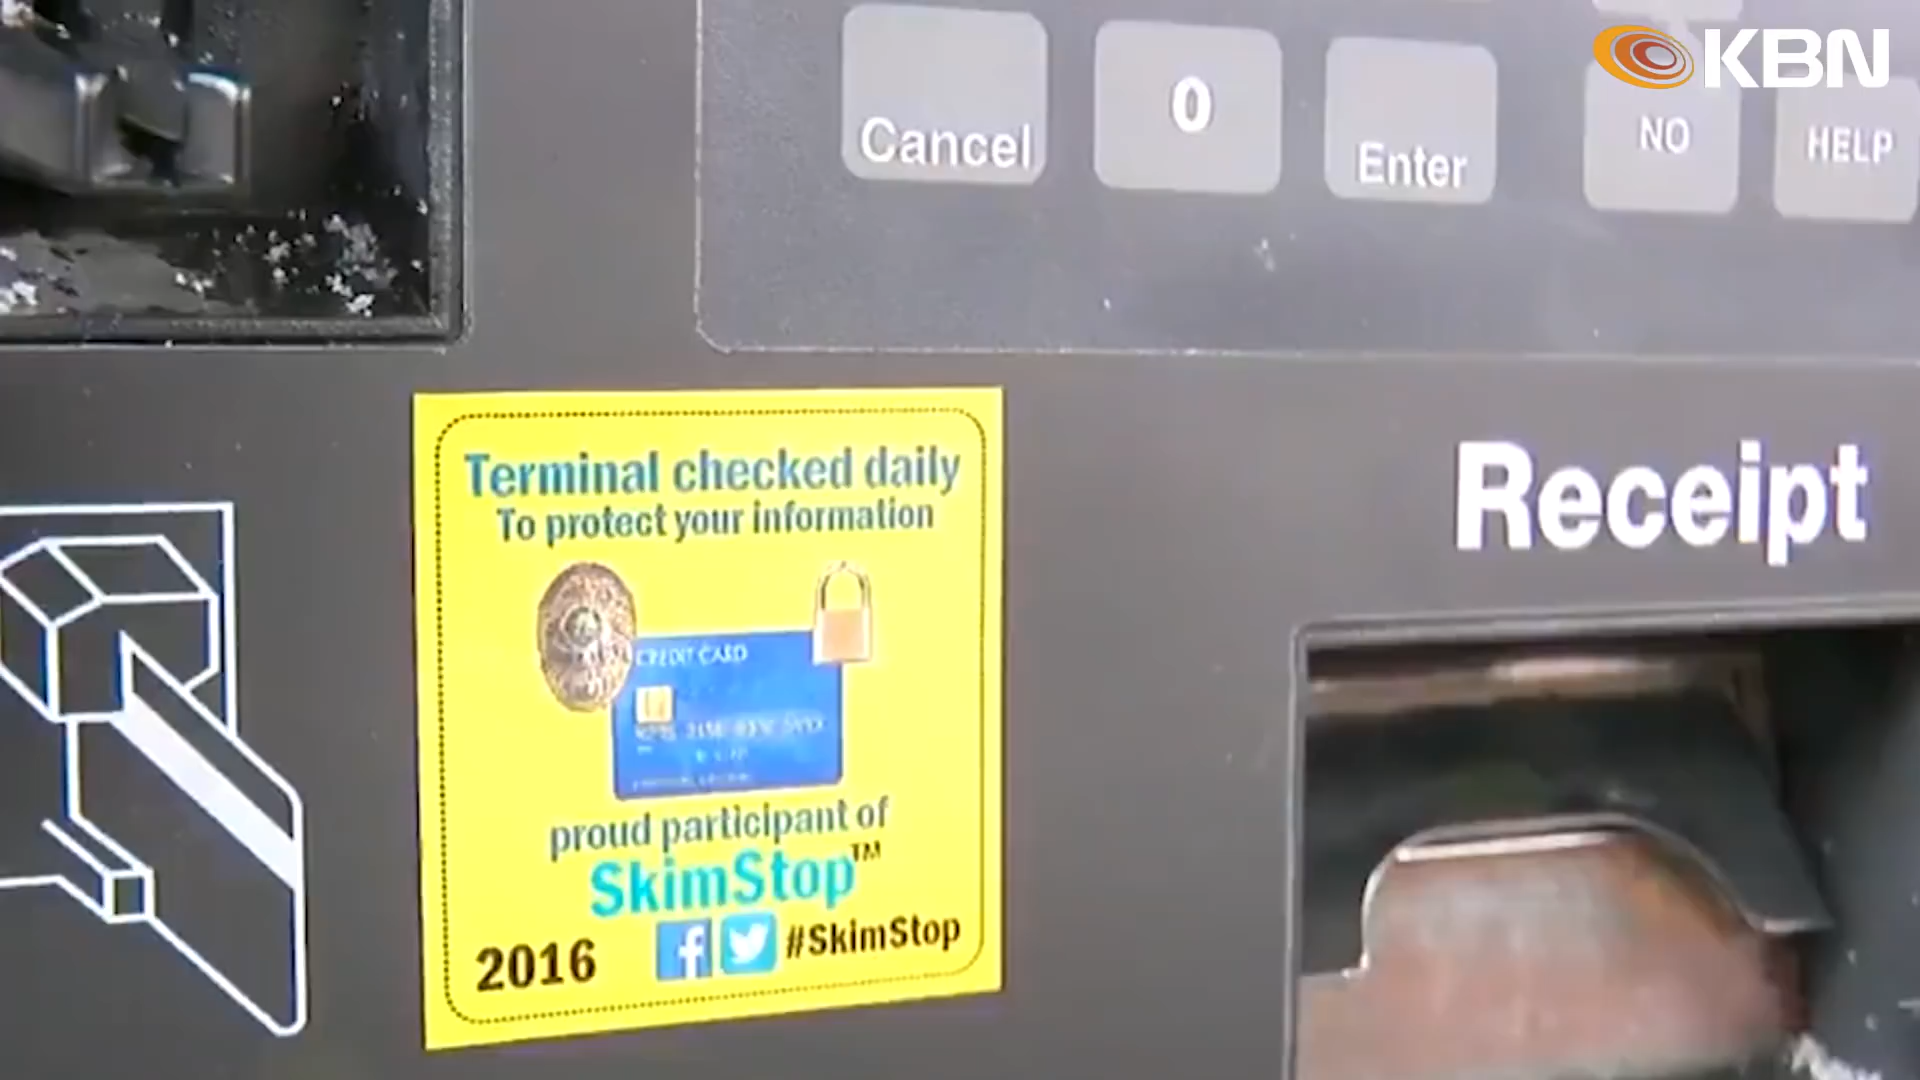 KBN
Cancel
0
Enter
NO
HELP
Terminal checked daily
To protect your information
CREDIT CARD
proud participant of
SkimStop™
2016
#SkimStop
Receipt